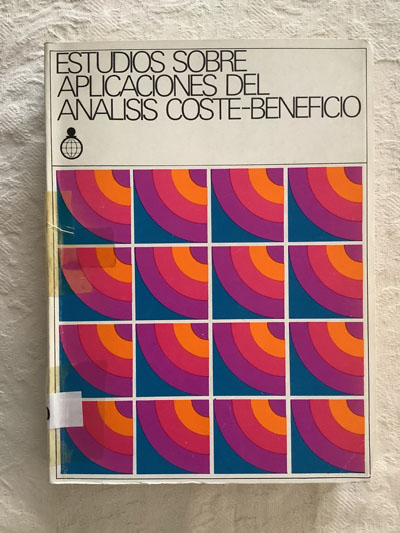 ESTUDIOS SOBRE
APLICACIONES DEL
ANALISIS COSTE-BENEFICIO